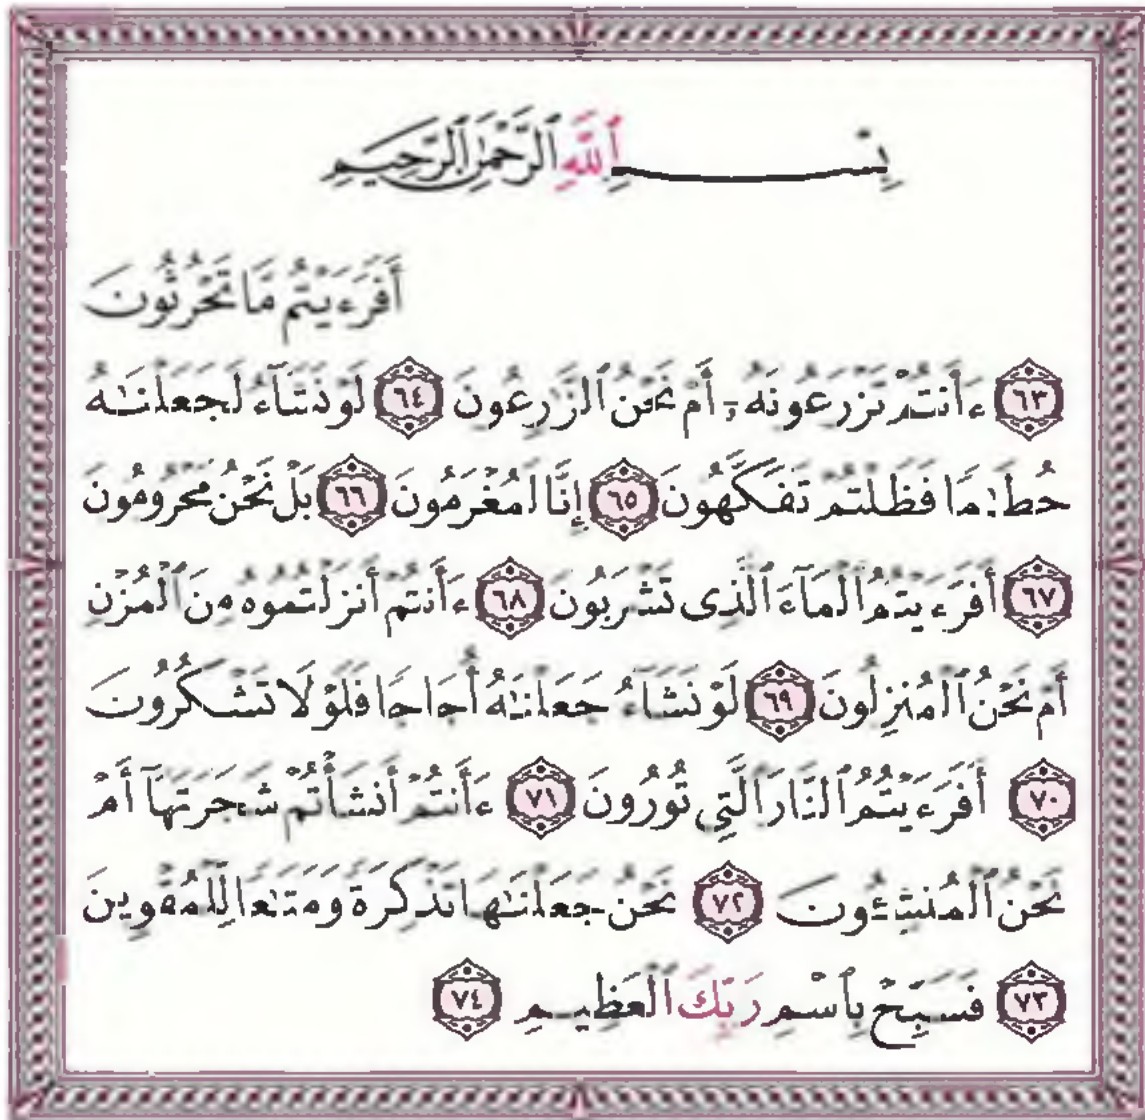 بِسْمِ ٱللَّهِ ٱلرَّحْمَٰنِ ٱلرَّحِيمِ
أَفَرَءَيْتُم مَّا تَحْرُثُونَ
٦٣ ءَأَنتُمْ تَزْرَعُونَهُۥٓ أَمْ نَحْنُ ٱلزَّٰرِعُونَ ٦٤ لَوْ نَشَآءُ لَجَعَلْنَٰهُ
حُطَٰمًا فَظَلْتُمْ تَفَكَّهُونَ ٦٥ إِنَّا لَمُغْرَمُونَ ٦٦ بَلْ نَحْنُ مَحْرُومُونَ
٦٧ أَفَرَءَيْتُمُ ٱلْمَآءَ ٱلَّذِى تَشْرَبُونَ ٦٨ ءَأَنتُمْ أَنزَلْتُمُوهُ مِنَ ٱلْمُزْنِ
أَمْ نَحْنُ ٱلْمُنزِلُونَ ٦٩ لَوْ نَشَآءُ جَعَلْنَٰهُ أُجَاجًا فَلَوْلَا تَشْكُرُونَ
٧٠ أَفَرَءَيْتُمُ ٱلنَّارَ ٱلَّتِى تُورُونَ ٧١ ءَأَنتُمْ أَنشَأْتُمْ شَجَرَتَهَآ أَمْ
نَحْنُ ٱلْمُنشِـُٔونَ ٧٢ نَحْنُ جَعَلْنَٰهَا تَذْكِرَةً وَمَتَٰعًا لِّلْمُقْوِينَ
٧٣ فَسَبِّحْ بِٱسْمِ رَبِّكَ ٱلْعَظِيمِ ٧٤